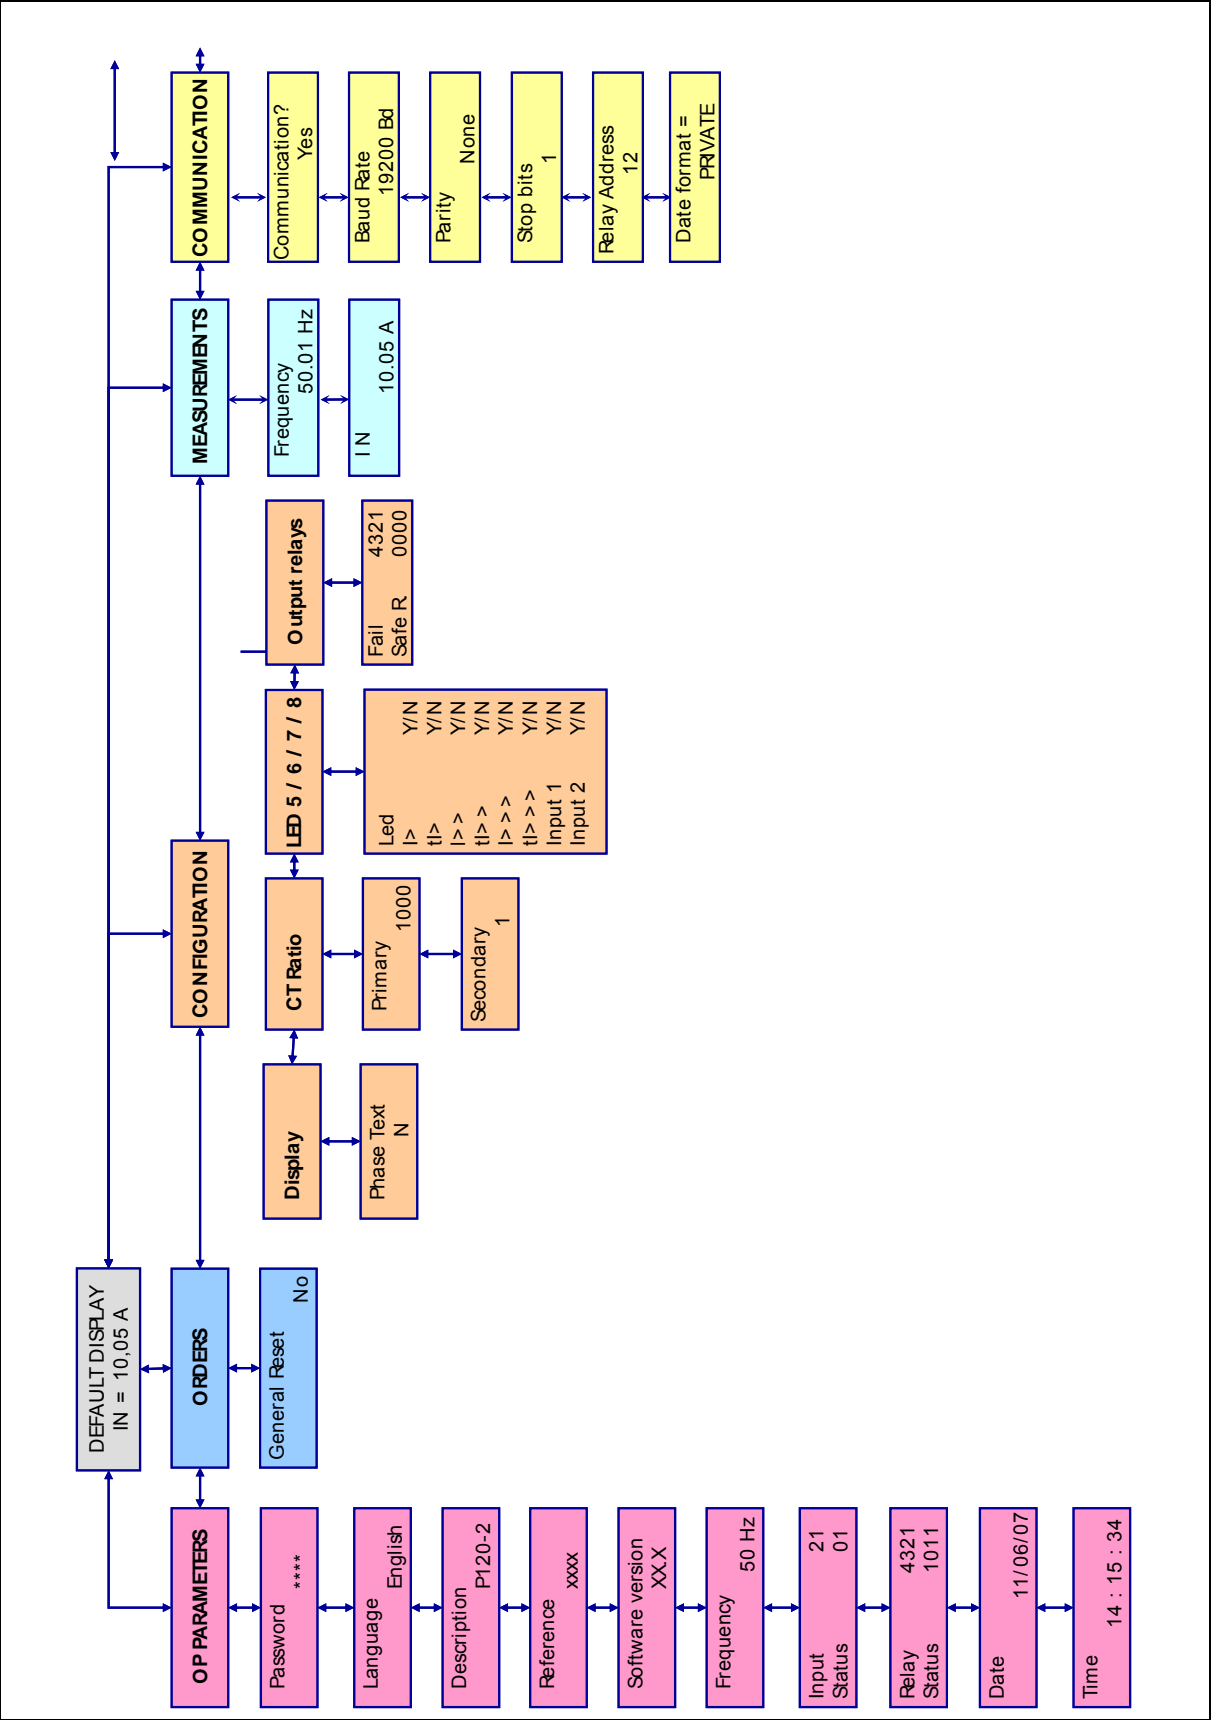 DEFAULT DISPLAY
IN = 10,05 A
OP PARAMETERS
Password
****
Language
English
Description
P120-2
Reference
xxxx
Software version
XX.X
Frequency
50 Hz
Input 21
Status 01
Relay 4321
Status 1011
Date
11/06/07
Time
14 : 15 : 34
ORDERS
General Reset
No
CONFIGURATION
Display
Phase Text
N
CT Ratio
Primary
1000
Secondary
1
LED 5 / 6 / 7 / 8
Led
I> Y/N
tI> Y/N
I>> Y/N
tI>> Y/N
I>>> Y/N
tI>>> Y/N
Input 1 Y/N
Input 2 Y/N
Output relays
Fail 4321
Safe R. 0000
MEASUREMENTS
Frequency
50.01 Hz
I N
10.05 A
COMMUNICATION
Communication?
Yes
Baud Rate
19200 Bd
Parity
None
Stop bits
1
Relay Address
12
Date format =
PRIVATE